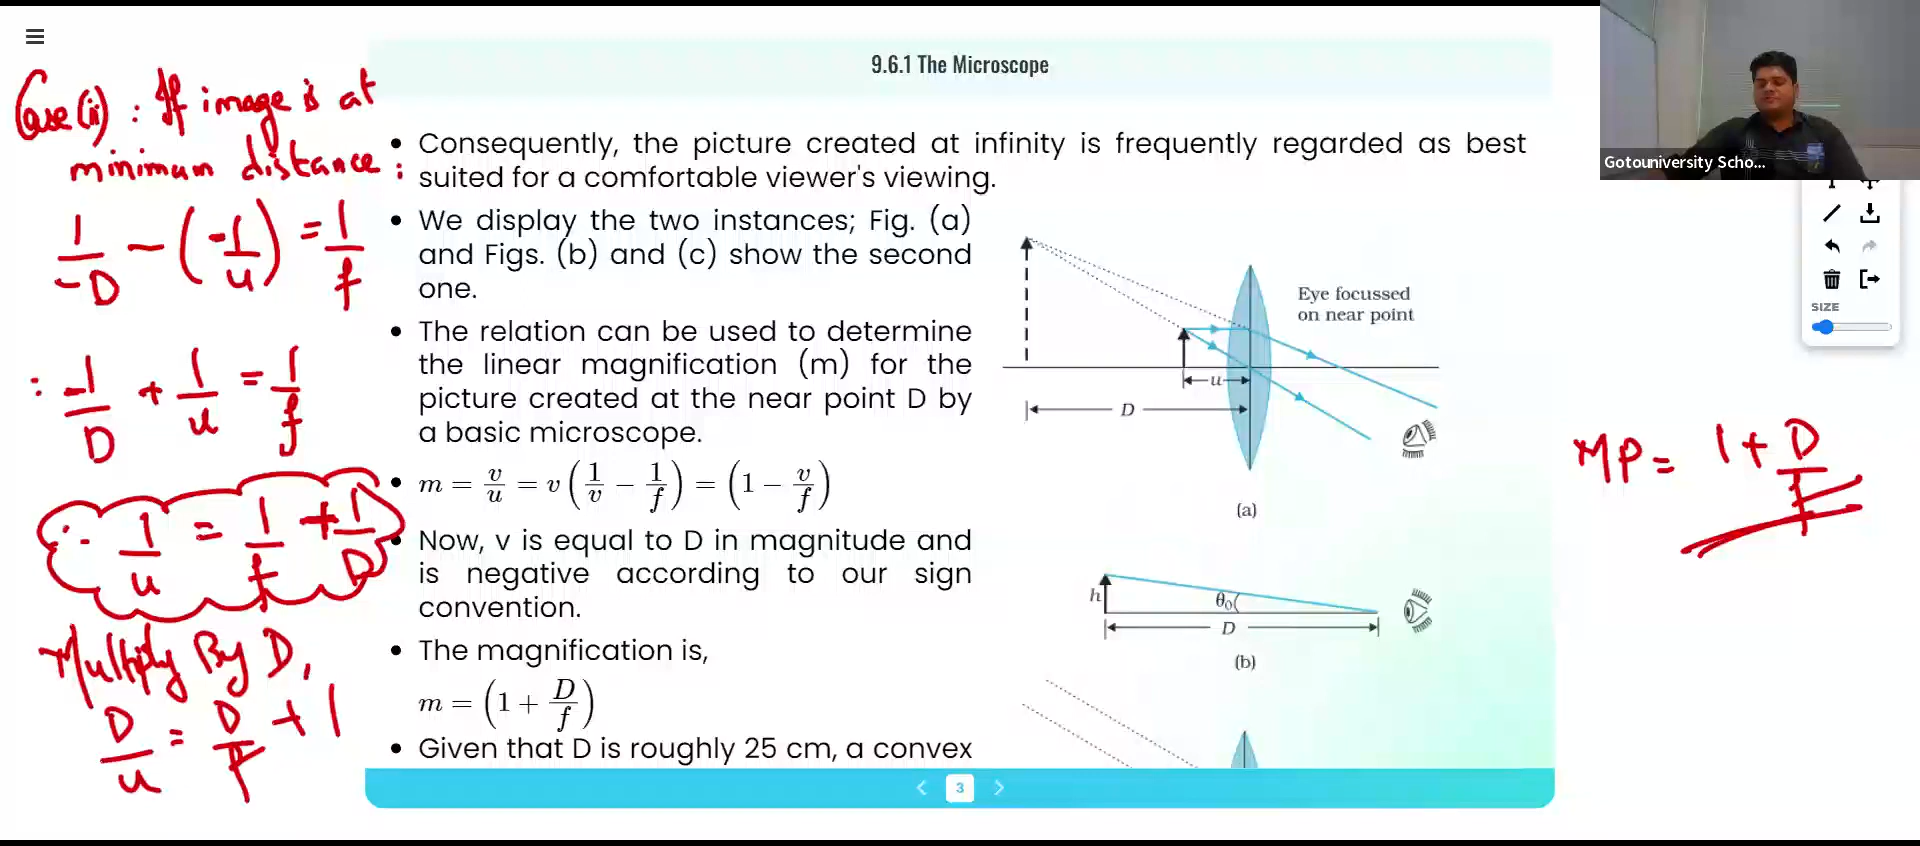 9.6.1 The Microscope
Gotouniversity Scho...
Case (ii) : If image is at
minimum distance :
1/-D - (-1/u) = 1/f
: -1/D + 1/u = 1/f
∴ 1/u = 1/f + 1/D
Multiply By D,
D/u = D/f + 1
• Consequently, the picture created at infinity is frequently regarded as best
suited for a comfortable viewer's viewing.
• We display the two instances; Fig. (a)
and Figs. (b) and (c) show the second
one.
• The relation can be used to determine
the linear magnification (m) for the
picture created at the near point D by
a basic microscope.
• m = v/u = v(1/v - 1/f) = (1 - v/f)
• Now, v is equal to D in magnitude and
is negative according to our sign
convention.
• The magnification is,
m = (1 + D/f)
• Given that D is roughly 25 cm, a convex
Eye focussed
on near point
u
D
(a)
h
θ₀
D
(b)
MP = 1 + D/f
SIZE
3